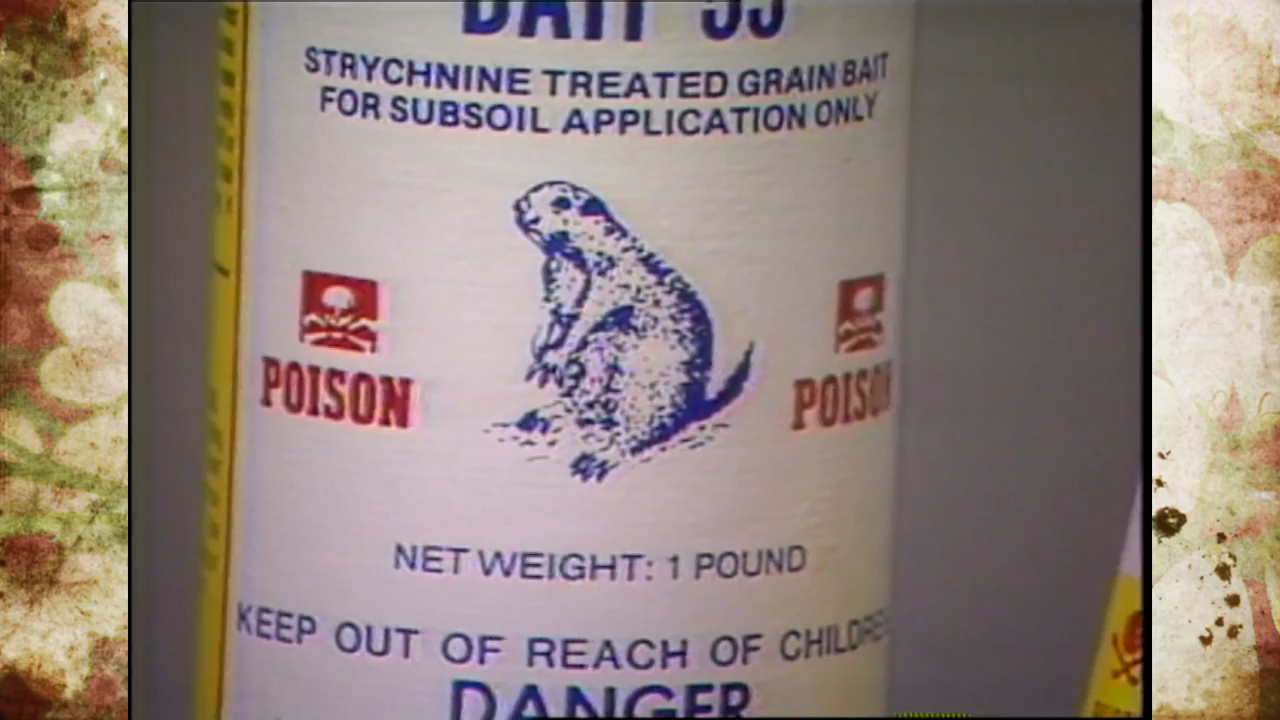 STRYCHNINE TREATED GRAIN BAIT
FOR SUBSOIL APPLICATION ONLY
POISON
POISON
NET WEIGHT: 1 POUND
KEEP OUT OF REACH OF CHILDRE
DANGER